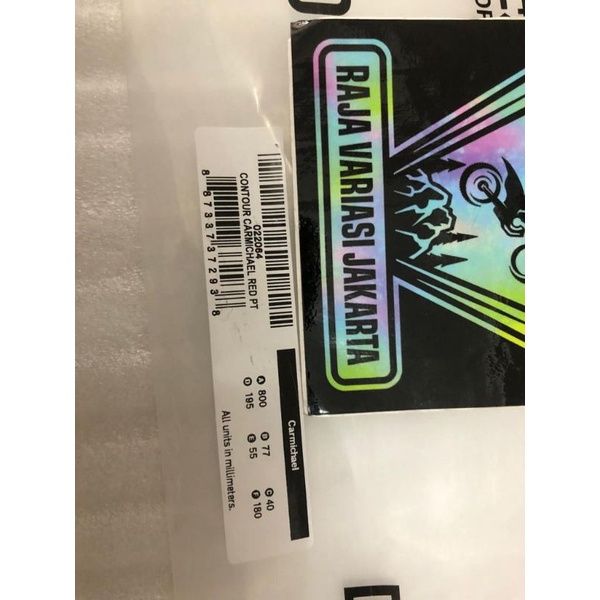 RAJA VARIASI JAKARTA
022084
CONTOUR CARMICHAEL RED PT
8 87337 37293 8
Carmichael
A 800 B 77 C 40
D 195 E 55 F 180
All units in millimeters.